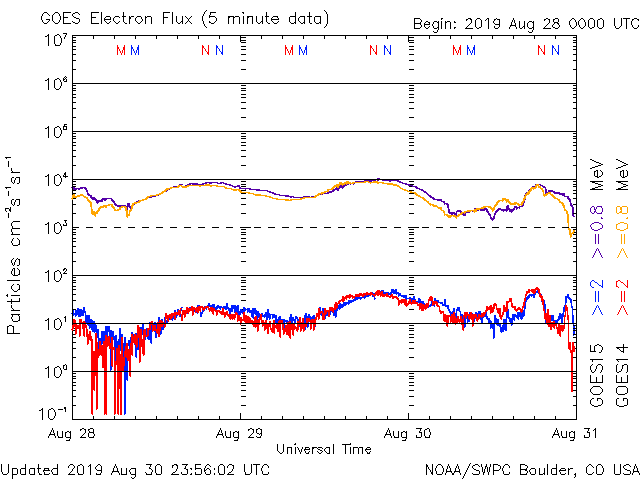 GOES Electron Flux (5 minute data)
Begin: 2019 Aug 28 0000 UTC
M M N N M M N N M M N N
10⁷
10⁶
10⁵
10⁴
10³
10²
10¹
10⁰
10⁻¹
Particles cm⁻²s⁻¹sr⁻¹
GOES15 >=2 >=0.8 MeV
GOES14 >=2 >=0.8 MeV
Aug 28 Aug 29 Aug 30 Aug 31
Universal Time
Updated 2019 Aug 30 23:56:02 UTC
NOAA/SWPC Boulder, CO USA